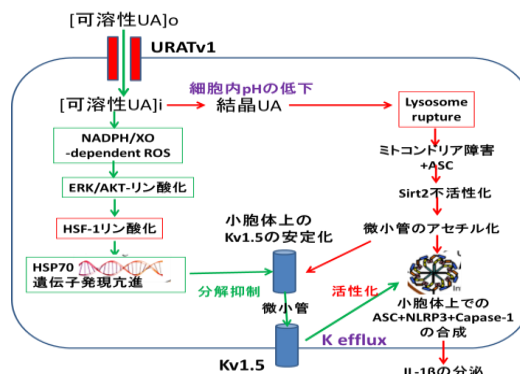 [可溶性UA]o
URATv1
細胞内pHの低下
[可溶性UA]i
結晶UA
Lysosome
rupture
NADPH/XO
-dependent ROS
ミトコントリア障害
+ASC
ERK/AKT-リン酸化
Sirt2不活性化
HSF-1リン酸化
小胞体上の
Kv1.5の安定化
微小管のアセチル化
HSP70
遺伝子発現亢進
分解抑制
活性化
微小管
小胞体上での
ASC+NLRP3+Capase-1
の合成
K efflux
Kv1.5
IL-1βの分泌